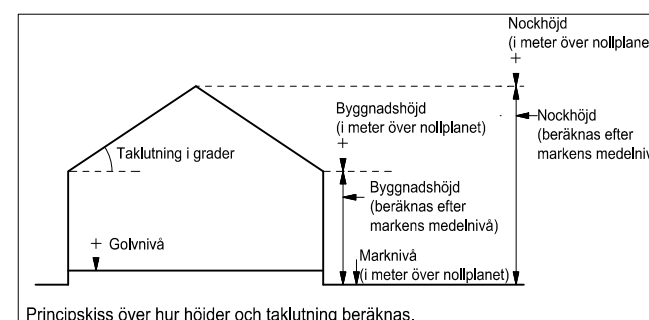 Nockhöjd
(i meter över nollplane
+
Byggnadshöjd
(i meter över nollplanet)
+
Nockhöjd
(beräknas efter
markens medelniv
Taklutning i grader
Byggnadshöjd
(beräknas efter
markens medelnivå)
+ Golvnivå
Marknivå
(i meter över nollplanet)
Principskiss över hur höjder och taklutning beräknas.